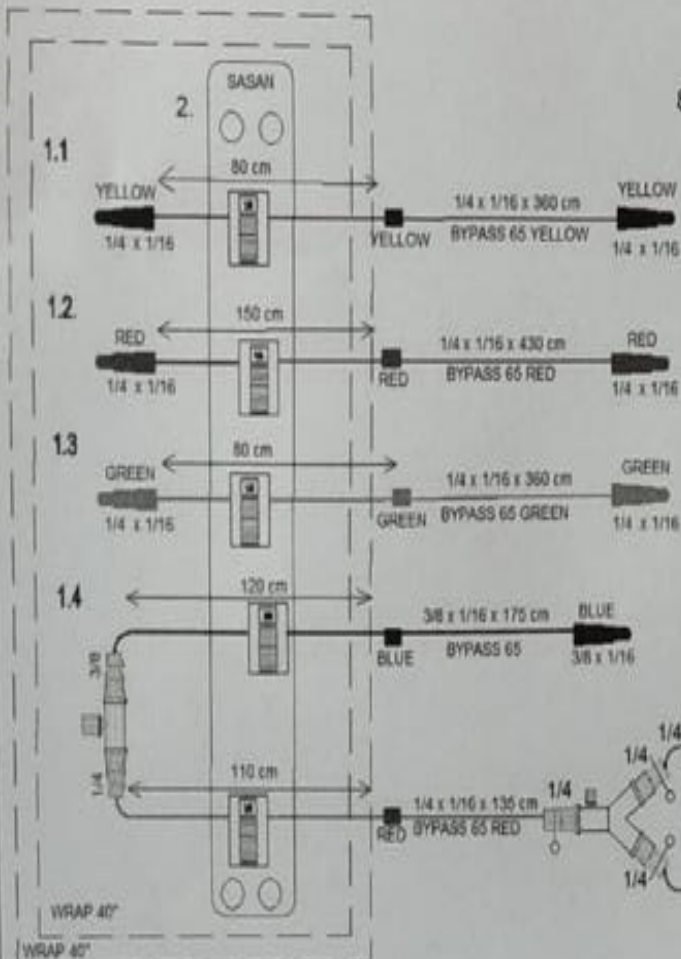 SASAN
2.
1.1
80 cm
YELLOW
1/4 x 1/16
YELLOW
1/4 x 1/16 x 360 cm
BYPASS 65 YELLOW
YELLOW
1/4 x 1/16
1.2.
150 cm
RED
1/4 x 1/16
RED
1/4 x 1/16 x 430 cm
BYPASS 65 RED
RED
1/4 x 1/16
1.3
80 cm
GREEN
1/4 x 1/16
GREEN
1/4 x 1/16 x 360 cm
BYPASS 65 GREEN
GREEN
1/4 x 1/16
1.4
120 cm
3/8
BLUE
3/8 x 1/16 x 175 cm
BYPASS 65
BLUE
3/8 x 1/16
1/4
110 cm
RED
1/4 x 1/16 x 135 cm
BYPASS 65 RED
1/4
1/4
1/4
1/4
WRAP 40"
WRAP 40"